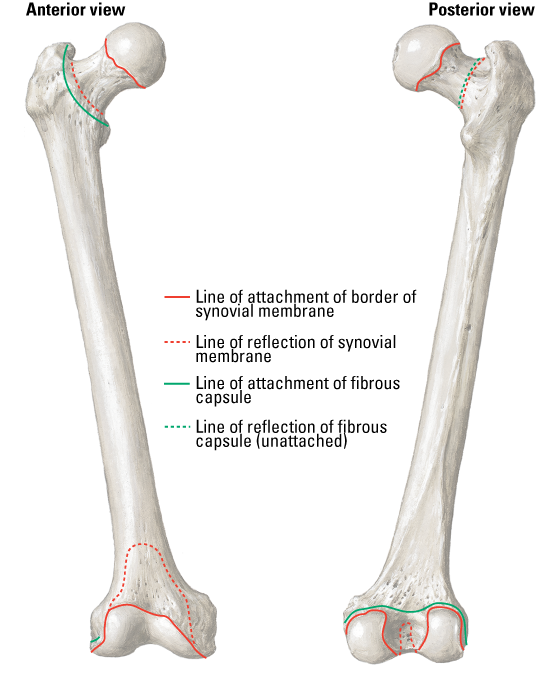 Anterior view
Posterior view
Line of attachment of border of
synovial membrane
Line of reflection of synovial
membrane
Line of attachment of fibrous
capsule
Line of reflection of fibrous
capsule (unattached)